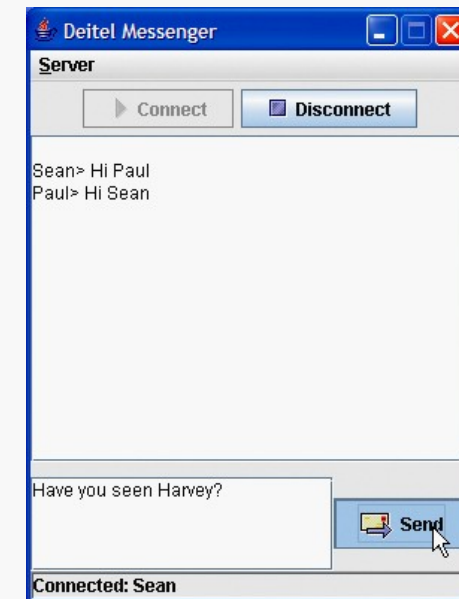 Deitel Messenger
Server
Connect
Disconnect
Sean> Hi Paul
Paul> Hi Sean
Have you seen Harvey?
Send
Connected: Sean